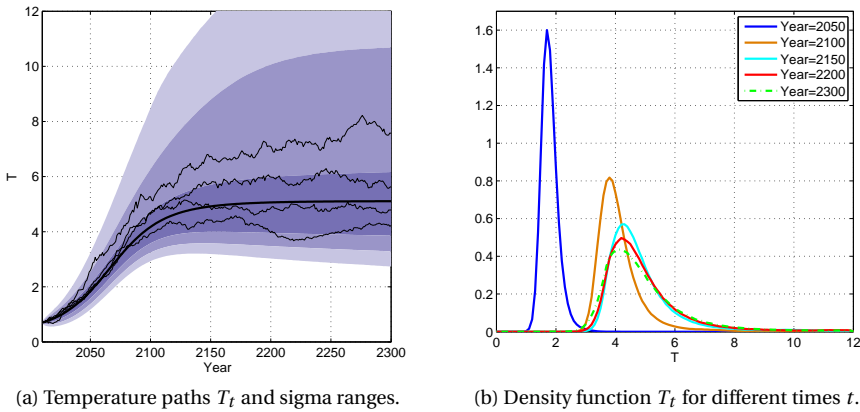 12
10
8
6
4
2
0
T
2050
2100
2150
2200
2250
2300
Year
(a) Temperature paths T_t and sigma ranges.
1.6
1.4
1.2
1
0.8
0.6
0.4
0.2
0
0
2
4
6
8
10
12
T
Year=2050
Year=2100
Year=2150
Year=2200
Year=2300
(b) Density function T_t for different times t.